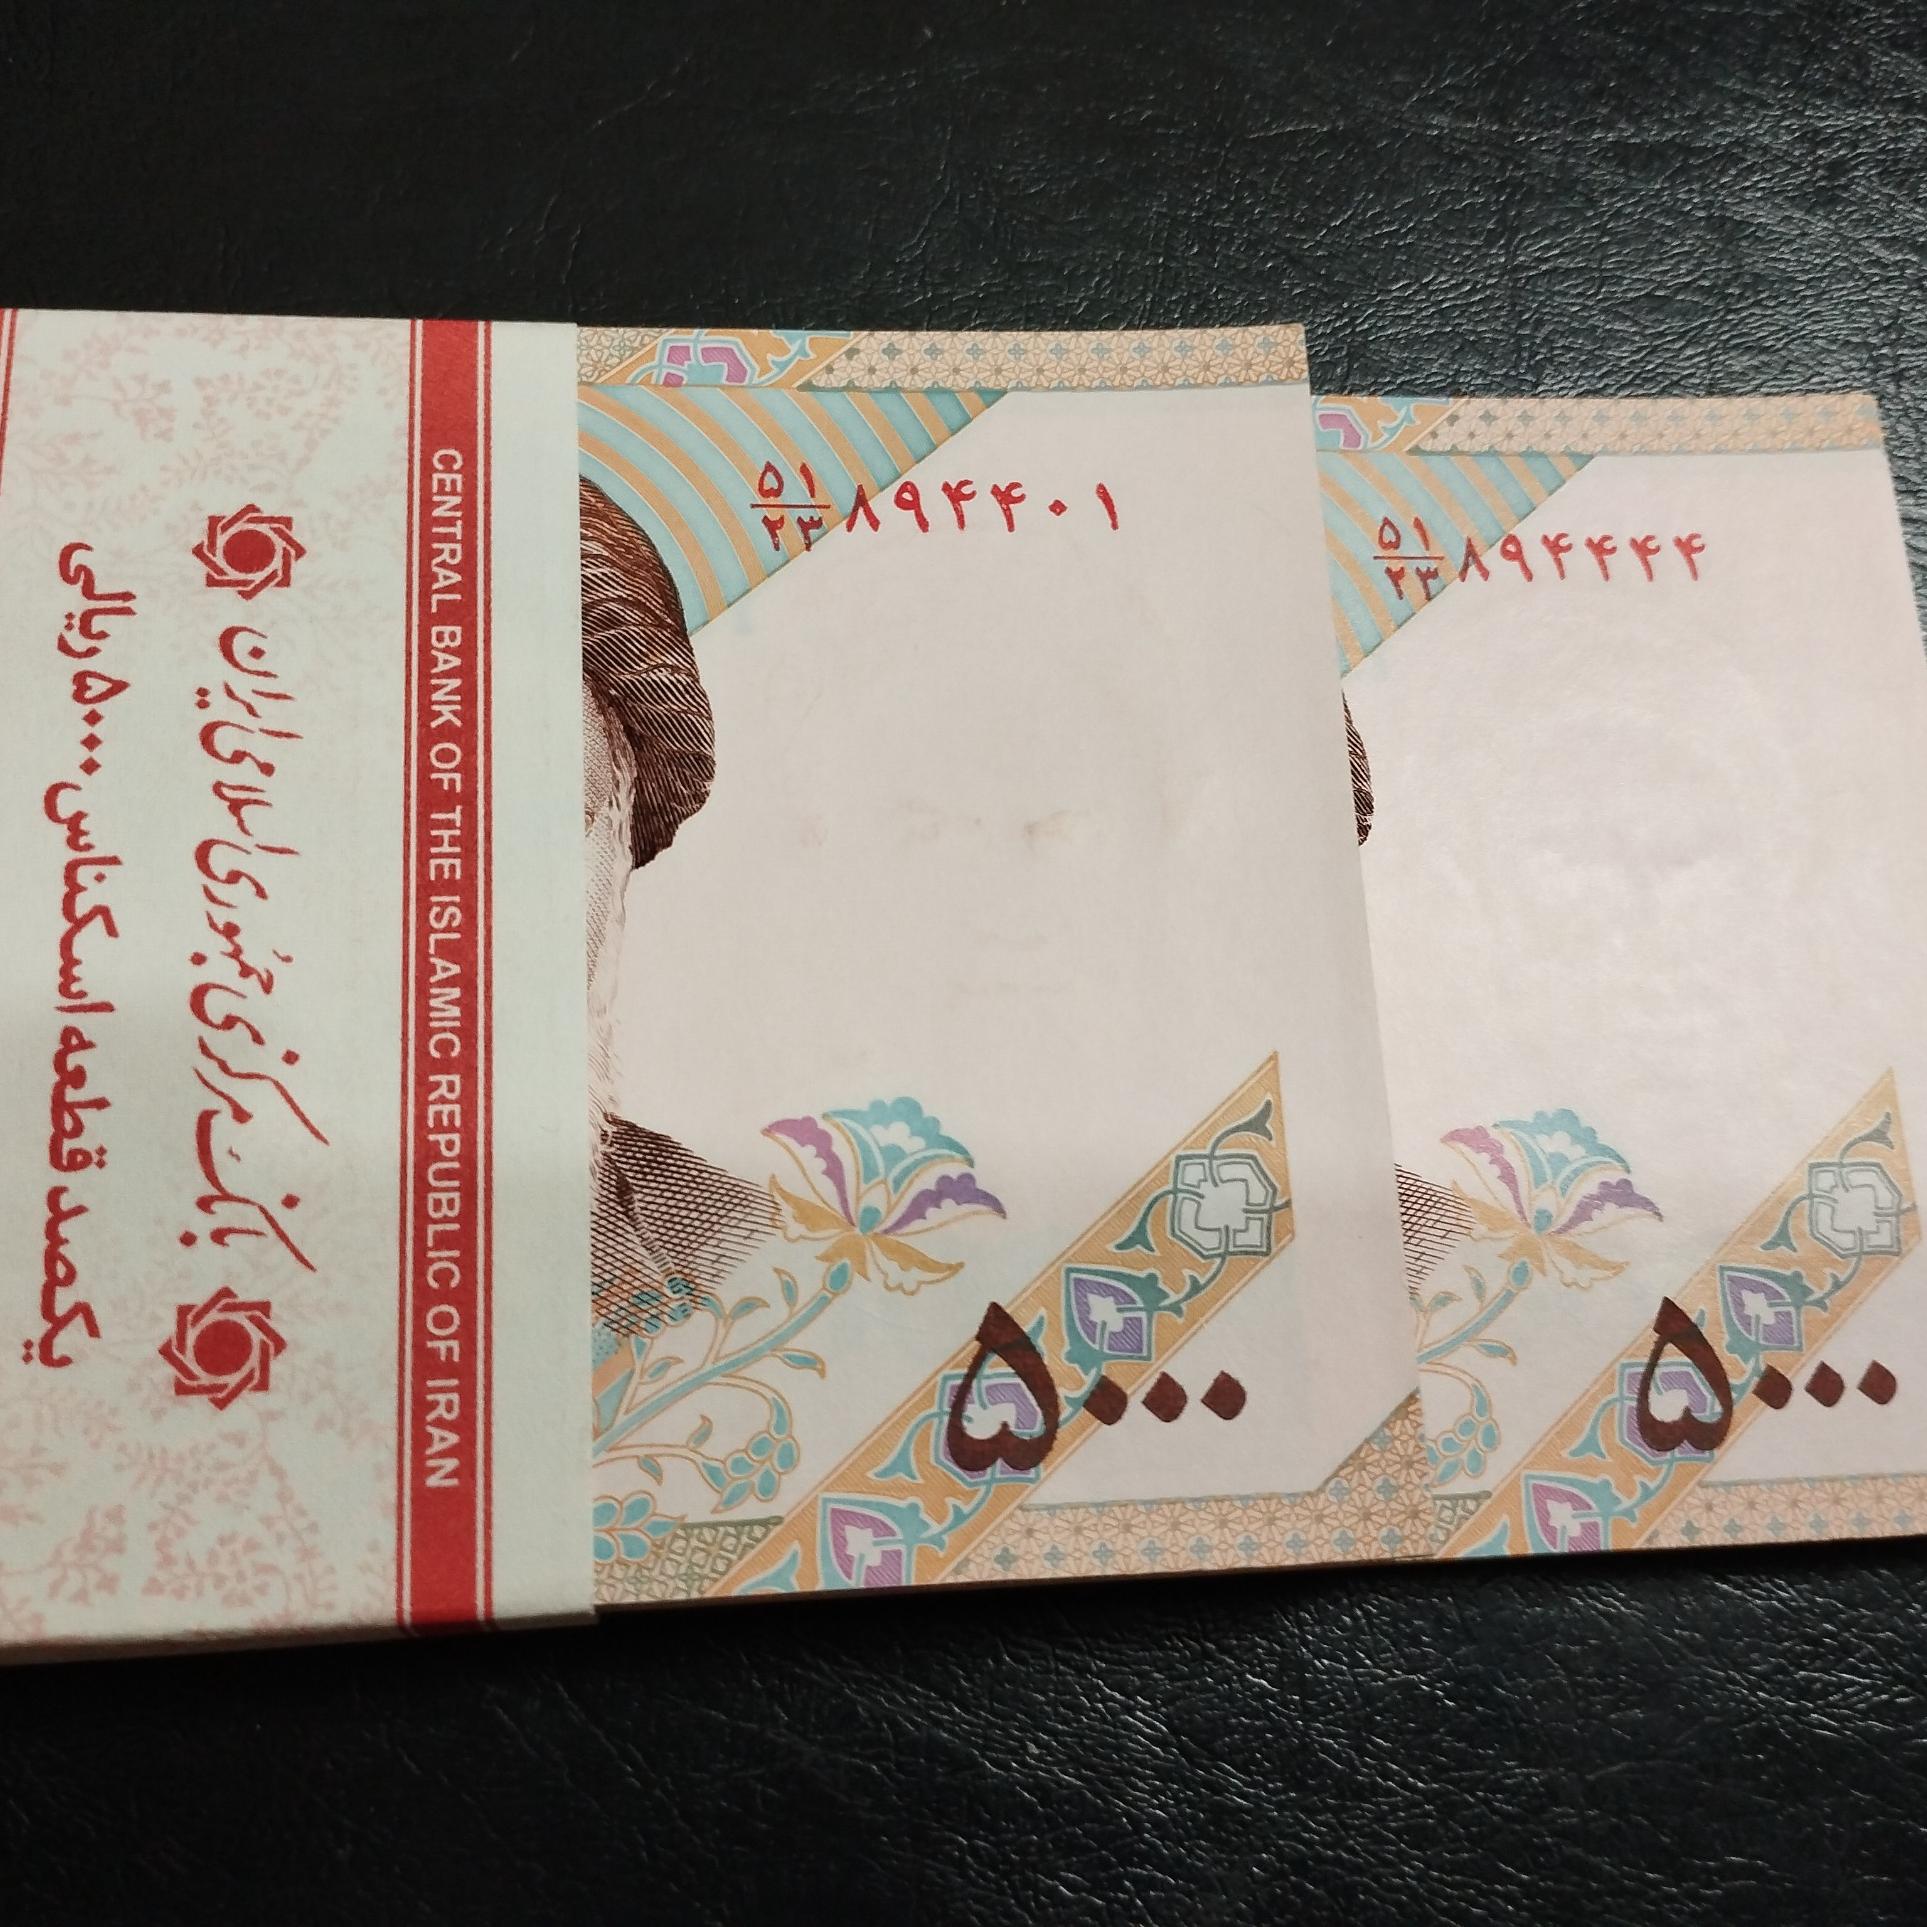 یکصد قطعه اسکناس ۵۰۰۰ ریالی
بانک مرکزی جمهوری اسلامی ایران
CENTRAL BANK OF THE ISLAMIC REPUBLIC OF IRAN
۵۱/۲۳ ۸۹۴۴۰۱
۵۰۰۰
۵۱/۲۳ ۸۹۴۴۴۴
۵۰۰۰